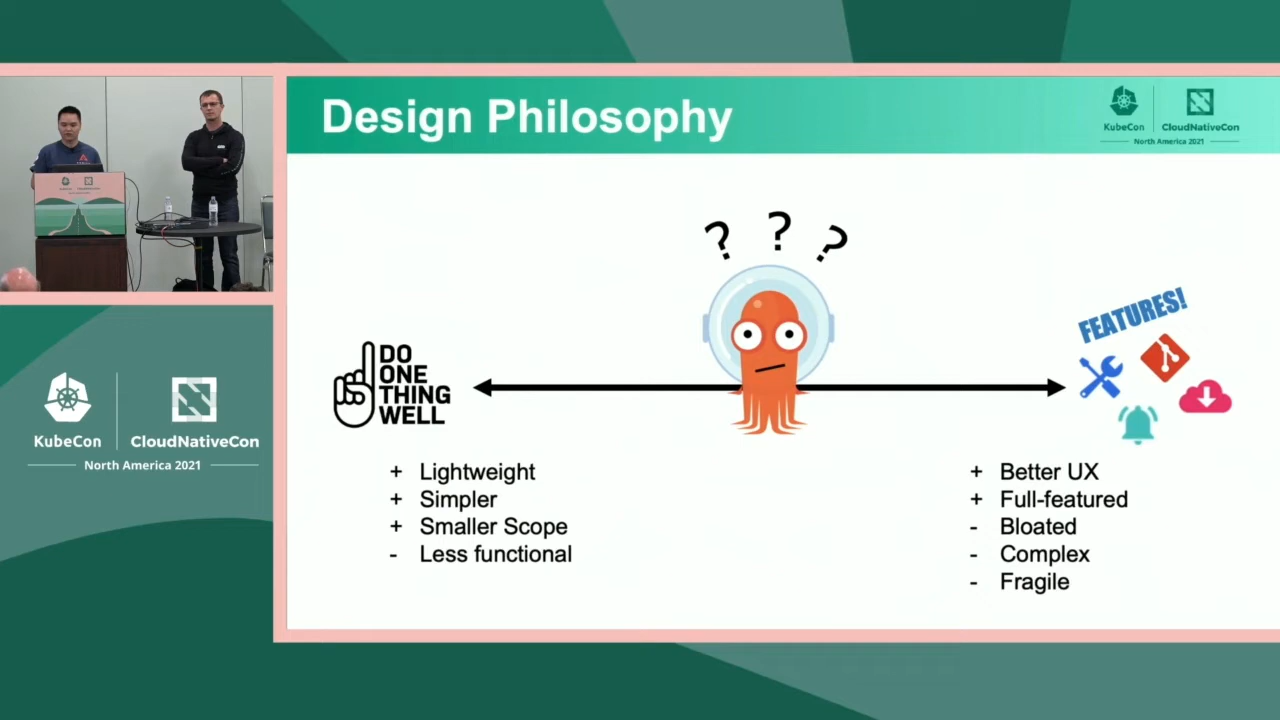 Design Philosophy
KubeCon
CloudNativeCon
North America 2021
? ? ?
FEATURES!
DO
ONE
THING
WELL
+ Lightweight
+ Simpler
+ Smaller Scope
- Less functional
+ Better UX
+ Full-featured
- Bloated
- Complex
- Fragile
KubeCon
CloudNativeCon
North America 2021